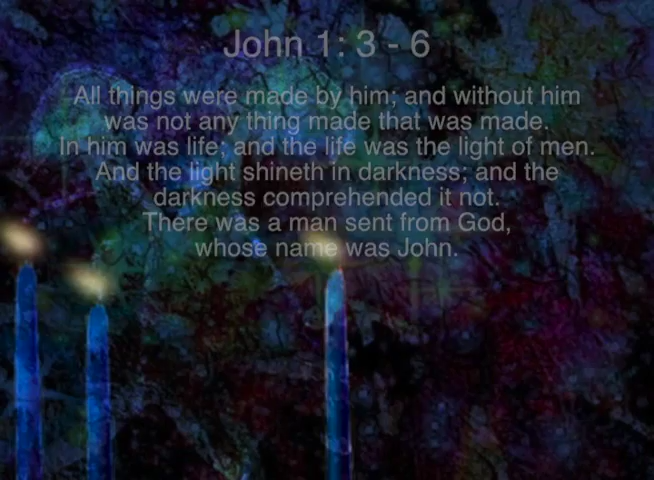 John 1: 3 - 6
All things were made by him; and without him
was not any thing made that was made.
In him was life; and the life was the light of men.
And the light shineth in darkness; and the
darkness comprehended it not.
There was a man sent from God,
whose name was John.